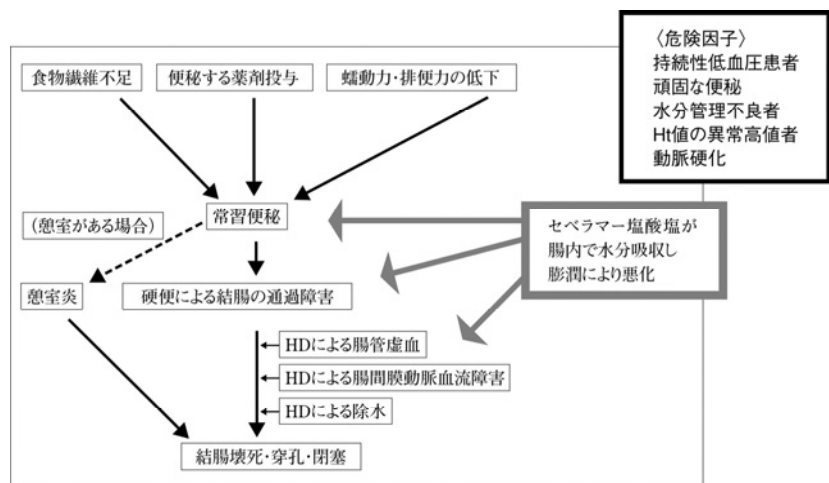 〈危険因子〉
持続性低血圧患者
頑固な便秘
水分管理不良者
Ht値の異常高値者
動脈硬化
食物繊維不足
便秘する薬剤投与
蠕動力・排便力の低下
常習便秘
(憩室がある場合)
セベラマー塩酸塩が
腸内で水分吸収し
膨潤により悪化
憩室炎
硬便による結腸の通過障害
HDによる腸管虚血
HDによる腸間膜動脈血流障害
HDによる除水
結腸壊死・穿孔・閉塞